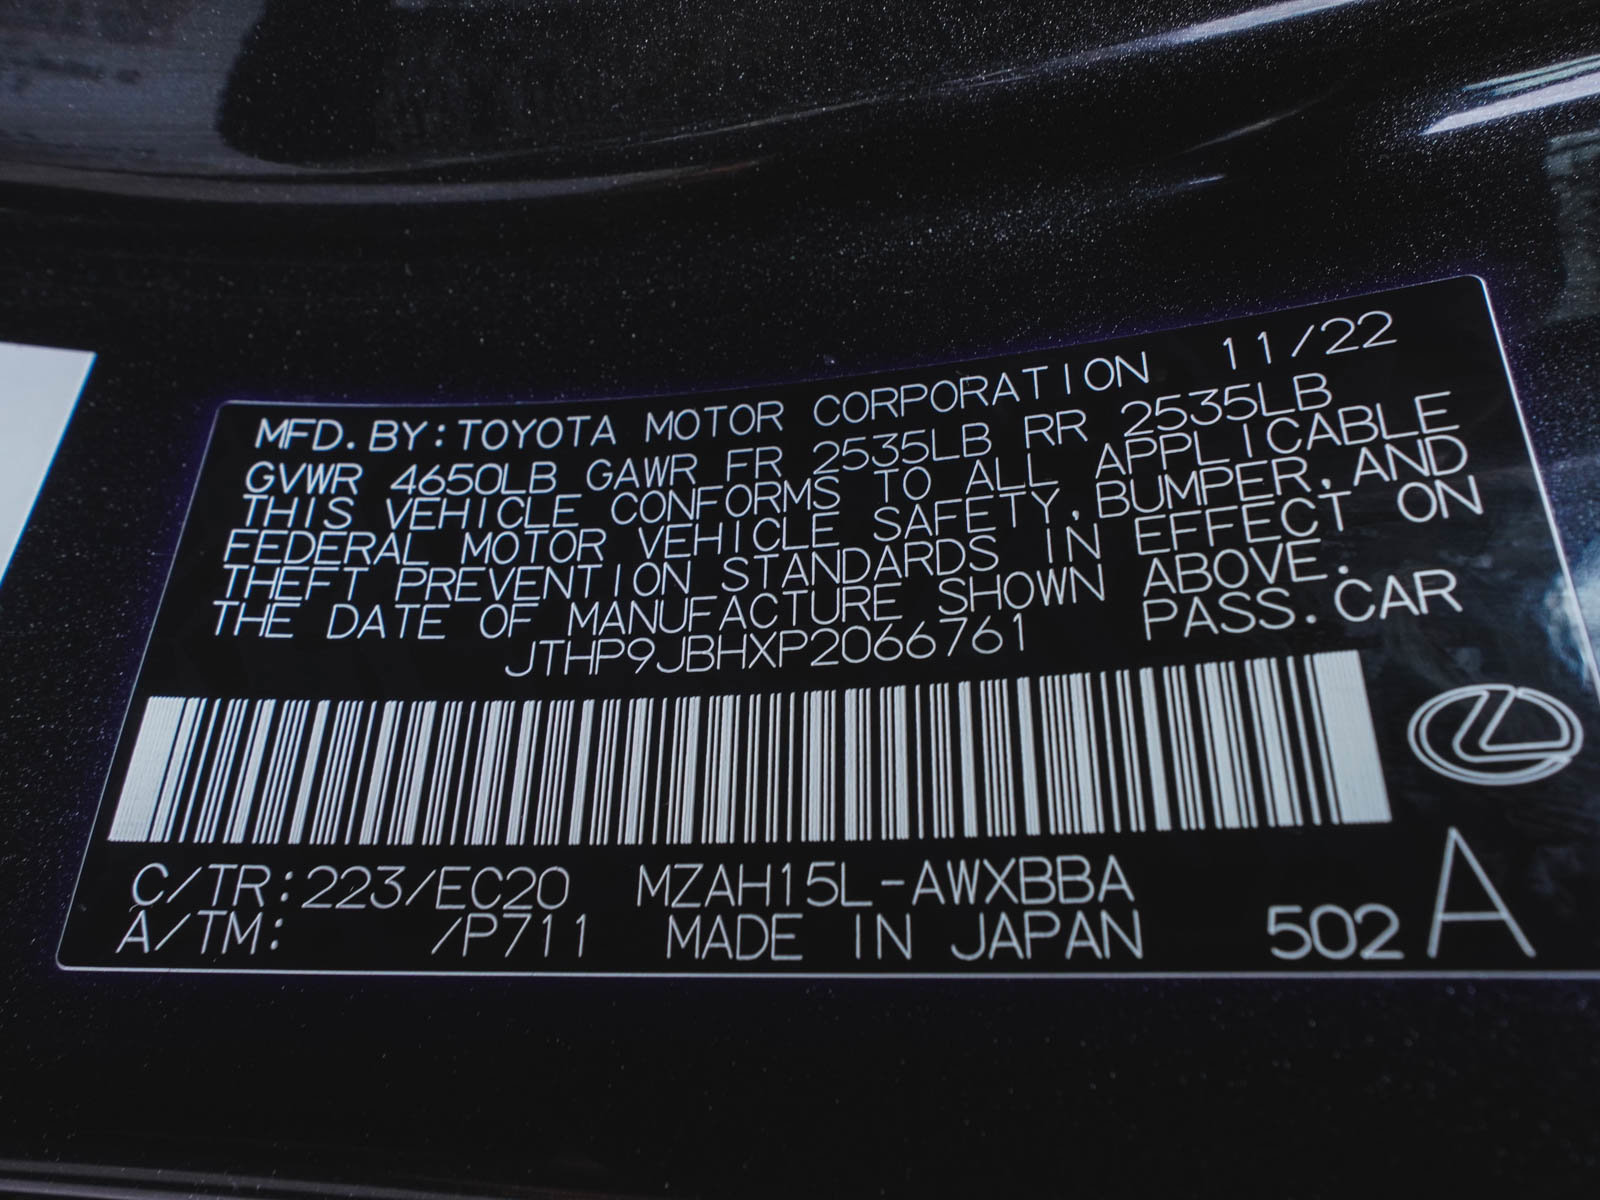 MFD.BY:TOYOTA MOTOR CORPORATION 11/22
GVWR 4650LB GAWR FR 2535LB RR 2535LB
THIS VEHICLE CONFORMS TO ALL APPLICABLE
FEDERAL MOTOR VEHICLE SAFETY, BUMPER, AND
THEFT PREVENTION STANDARDS IN EFFECT ON
THE DATE OF MANUFACTURE SHOWN ABOVE.
JTHP9JBHXP2066761 PASS.CAR
C/TR:223/EC20 MZAH15L-AWXBBA
A/TM: /P711 MADE IN JAPAN 502 A